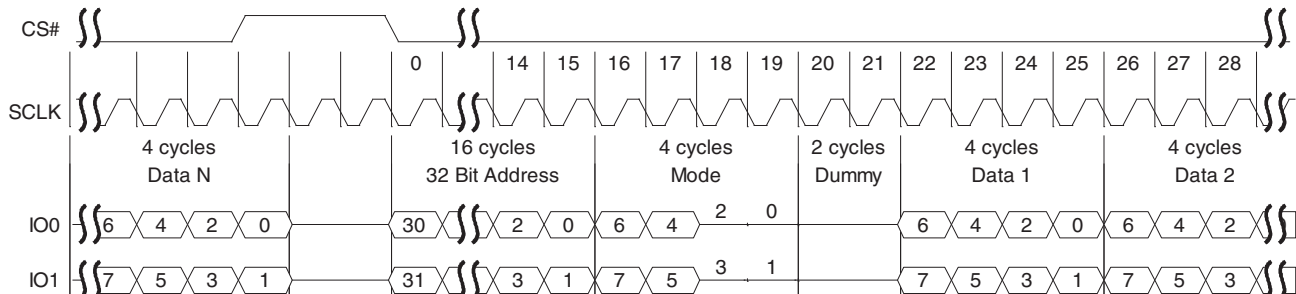 CS#
0 14 15 16 17 18 19 20 21 22 23 24 25 26 27 28
SCLK
4 cycles 16 cycles 4 cycles 2 cycles 4 cycles 4 cycles
Data N 32 Bit Address Mode Dummy Data 1 Data 2
IO0 6 4 2 0 30 2 0 6 4 2 0 6 4 2 0 6 4 2
IO1 7 5 3 1 31 3 1 7 5 3 1 7 5 3 1 7 5 3